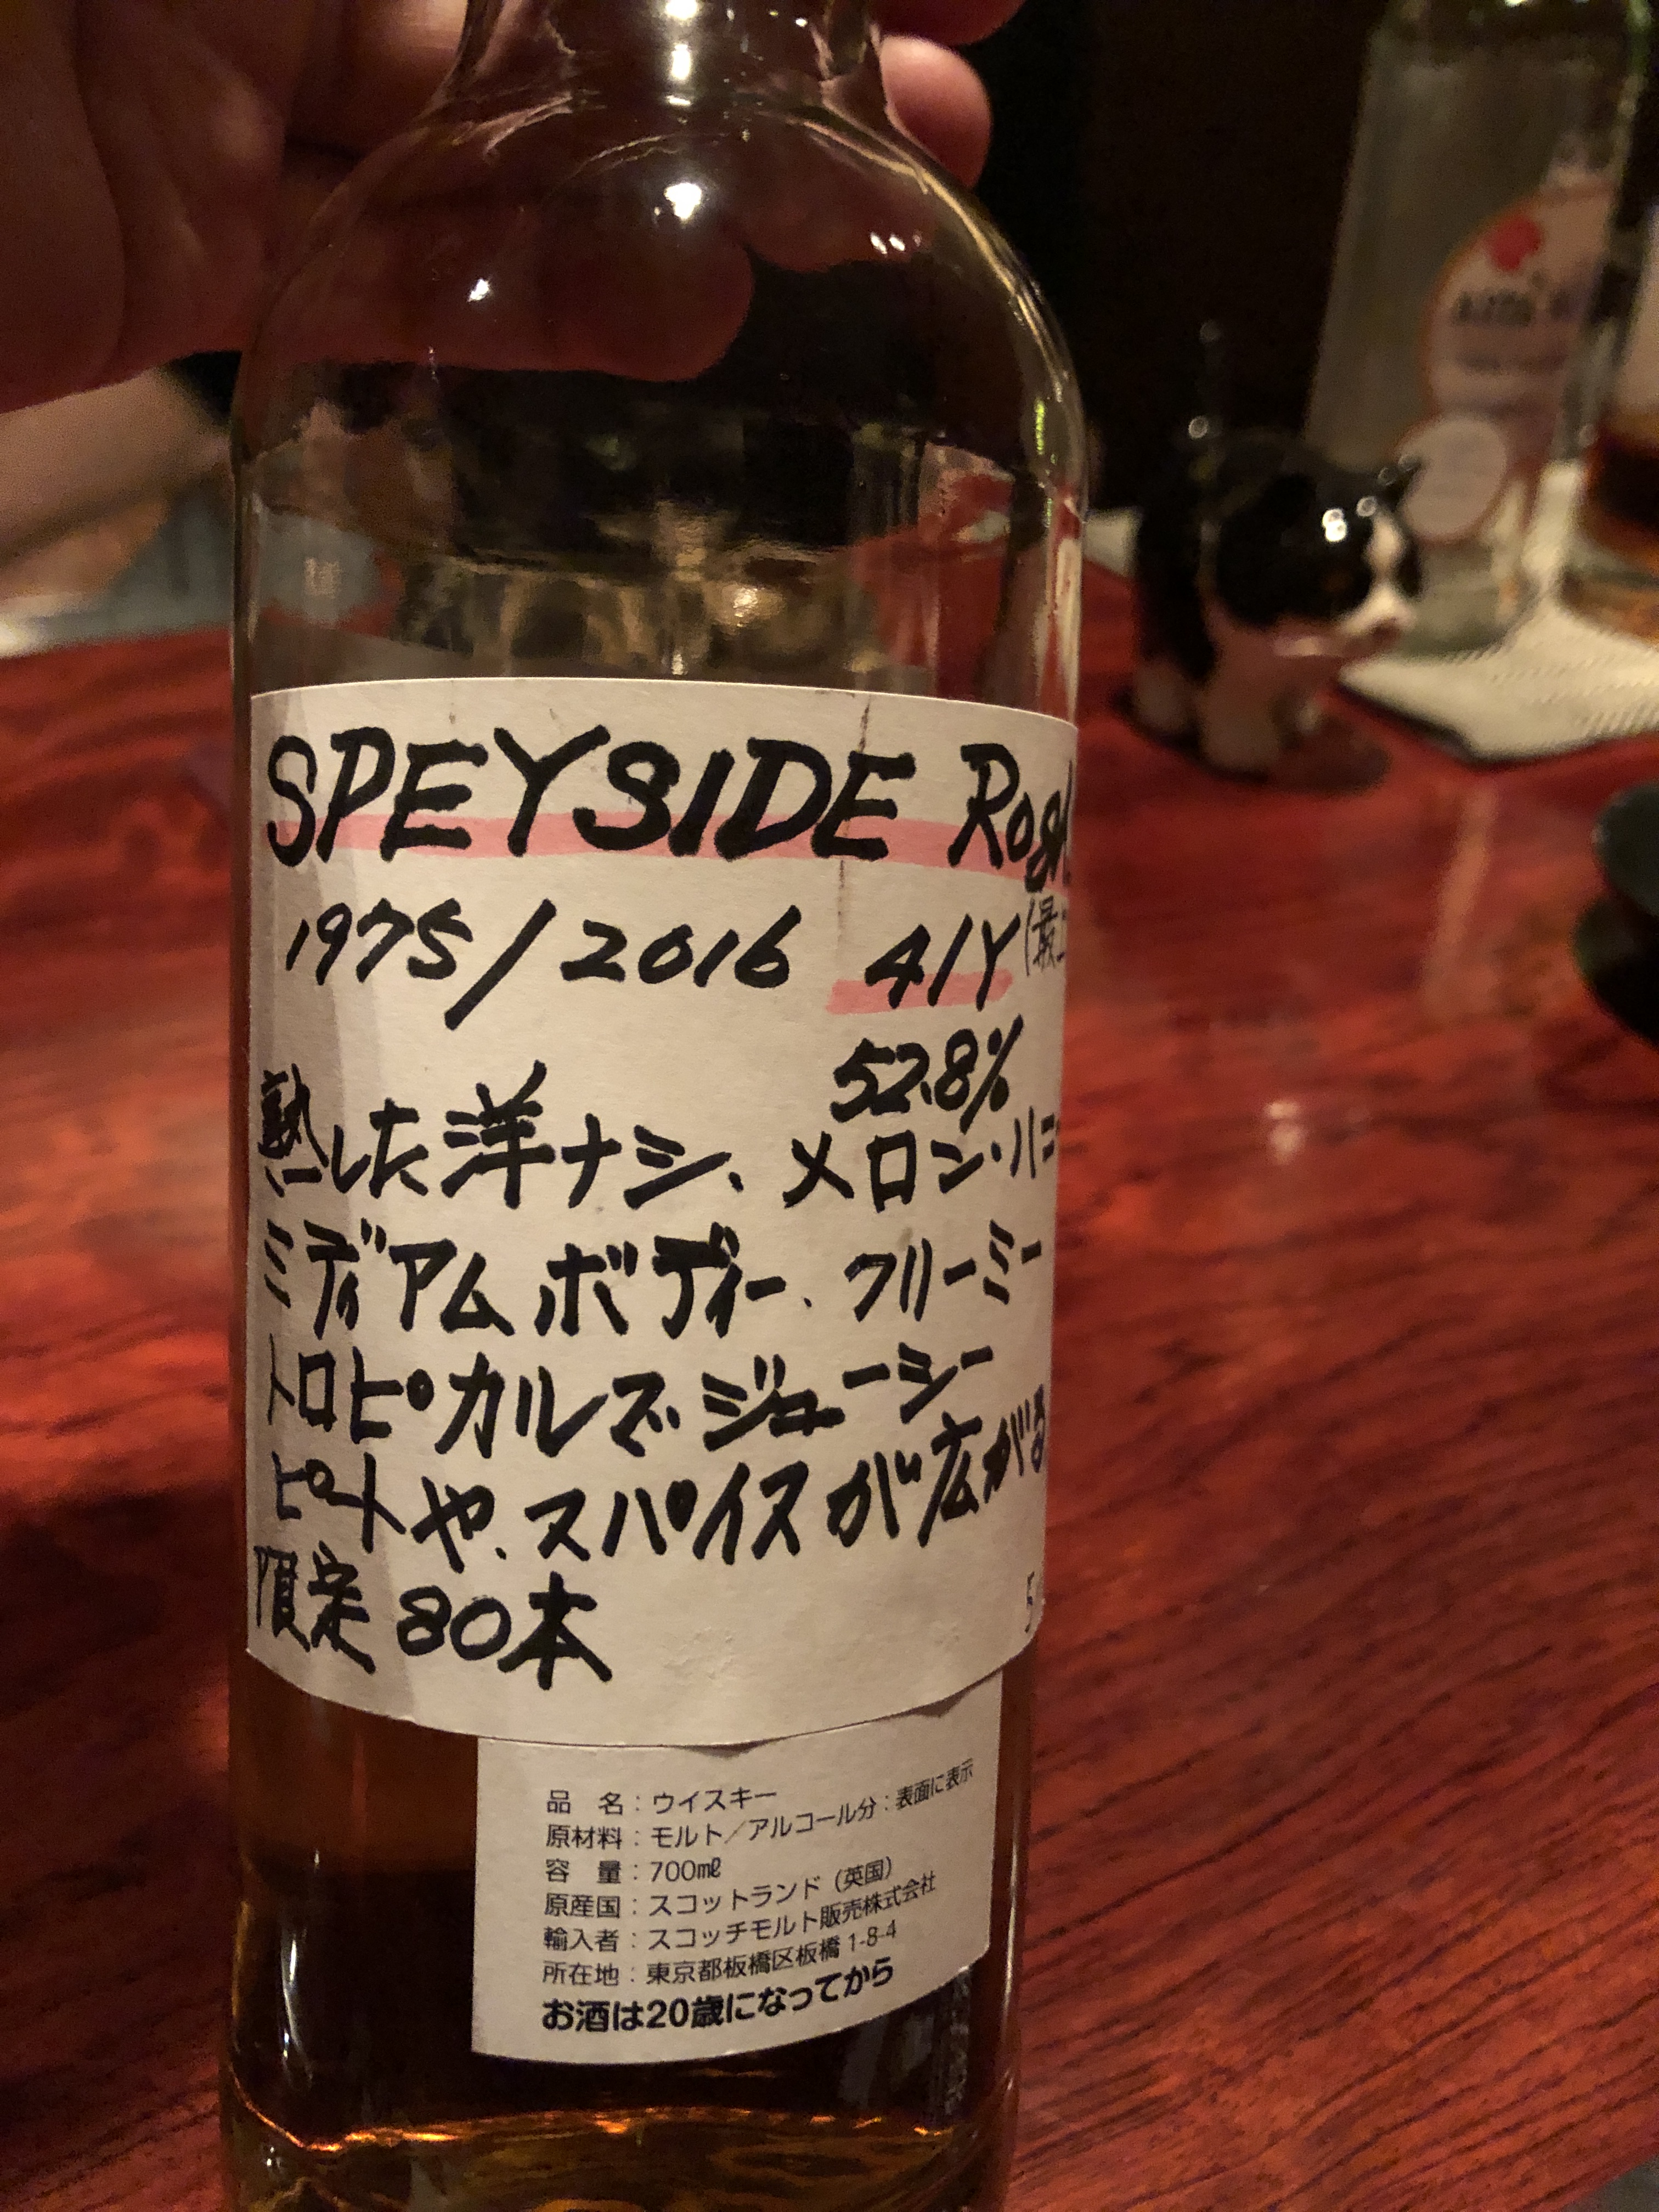 SPEYSIDE
1975/2016 41Y
52.8%
熟した洋ナシ、メロン・ハニ
ミディアムボディー、クリーミー
トロピカルで、ジューシー
ピートや、スパイスが広がる
限定 80本
品 名：ウイスキー
原材料：モルト／アルコール分：表面に表示
容 量：700㎖
原産国：スコットランド（英国）
輸入者：スコッチモルト販売株式会社
所在地：東京都板橋区板橋 1-8-4
お酒は20歳になってから